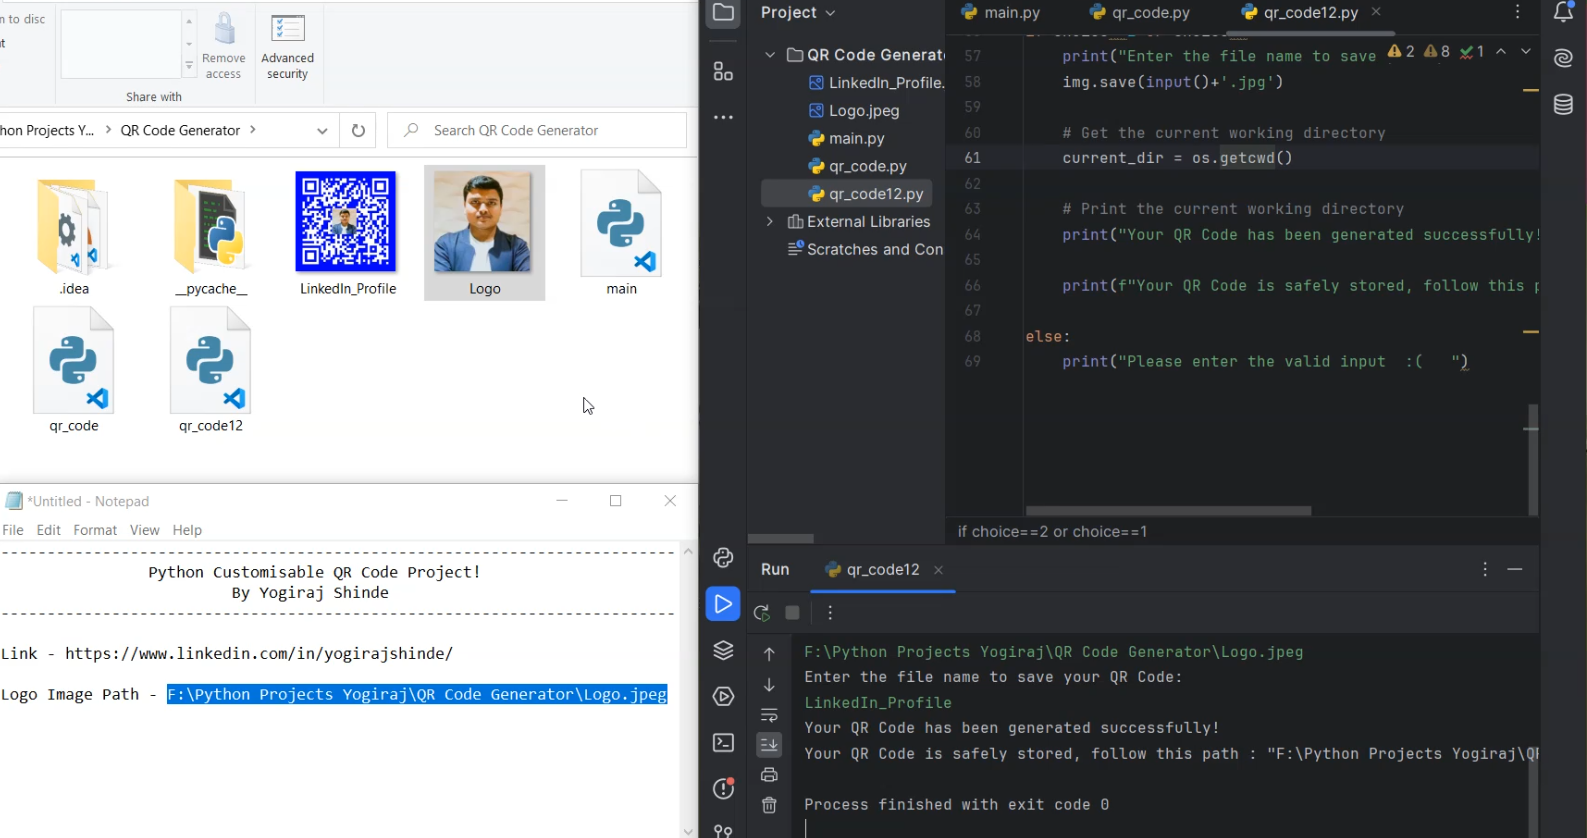 n to disc
Remove
access
Advanced
security
Share with
hon Projects Y... > QR Code Generator >
Search QR Code Generator
.idea
__pycache__
LinkedIn_Profile
Logo
main
qr_code
qr_code12
*Untitled - Notepad
File Edit Format View Help
Python Customisable QR Code Project!
By Yogiraj Shinde
Link - https://www.linkedin.com/in/yogirajshinde/
Logo Image Path - F:\Python Projects Yogiraj\QR Code Generator\Logo.jpeg
Project
QR Code Generat
LinkedIn_Profile.
Logo.jpeg
main.py
qr_code.py
qr_code12.py
External Libraries
Scratches and Con
main.py qr_code.py qr_code12.py
2 8 1
57 print("Enter the file name to save
58 img.save(input()+'.jpg')
59
60 # Get the current working directory
61 current_dir = os.getcwd()
62
63 # Print the current working directory
64 print("Your QR Code has been generated successfully!
65
66 print(f"Your QR Code is safely stored, follow this p
67
68 else:
69 print("Please enter the valid input :( ")
if choice==2 or choice==1
Run qr_code12
F:\Python Projects Yogiraj\QR Code Generator\Logo.jpeg
Enter the file name to save your QR Code:
LinkedIn_Profile
Your QR Code has been generated successfully!
Your QR Code is safely stored, follow this path : "F:\Python Projects Yogiraj\QR
Process finished with exit code 0